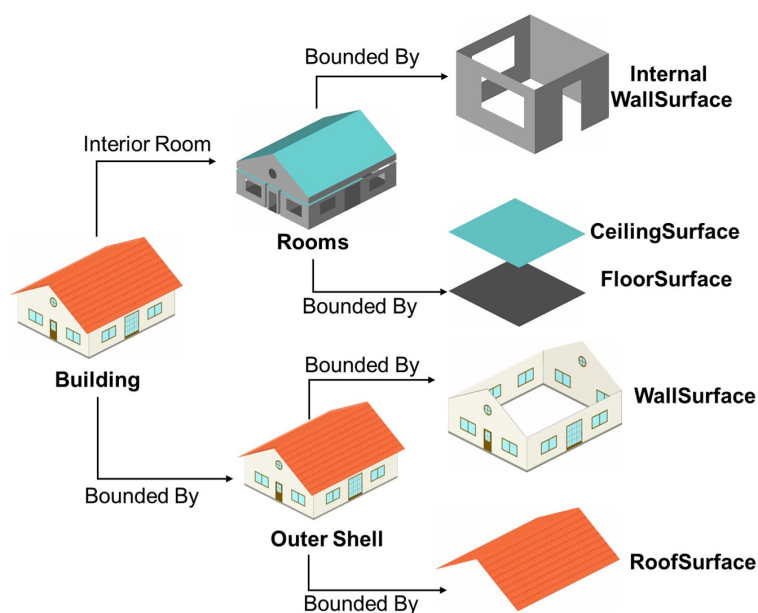 Bounded By
Internal
WallSurface
Interior Room
Rooms
CeilingSurface
FloorSurface
Bounded By
Building
Bounded By
WallSurface
Bounded By
Outer Shell
RoofSurface
Bounded By